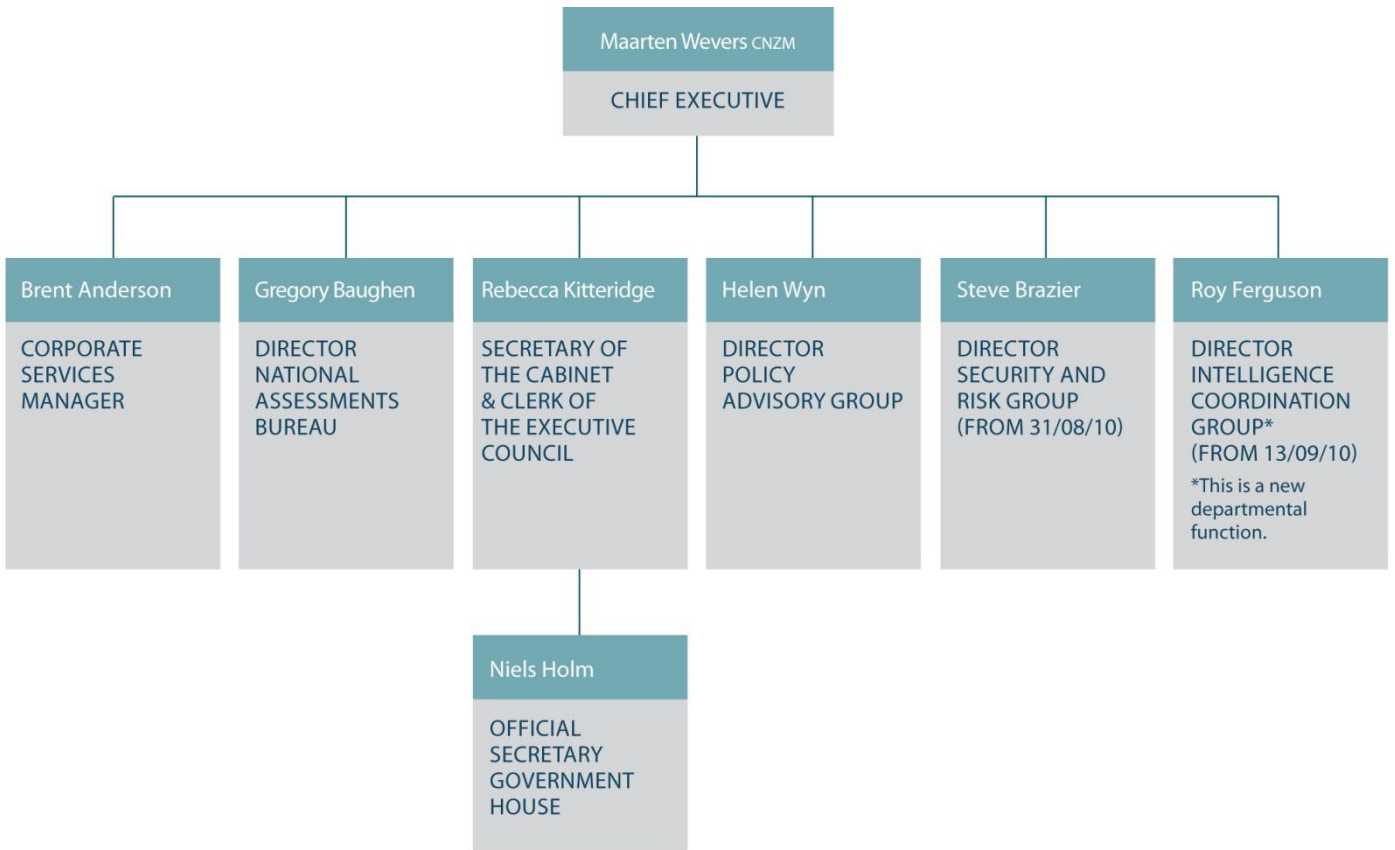 Maarten Wevers CNZM
CHIEF EXECUTIVE
Brent Anderson
CORPORATE
SERVICES
MANAGER
Gregory Baughen
DIRECTOR
NATIONAL
ASSESSMENTS
BUREAU
Rebecca Kitteridge
SECRETARY OF
THE CABINET
& CLERK OF
THE EXECUTIVE
COUNCIL
Helen Wyn
DIRECTOR
POLICY
ADVISORY GROUP
Steve Brazier
DIRECTOR
SECURITY AND
RISK GROUP
(FROM 31/08/10)
Roy Ferguson
DIRECTOR
INTELLIGENCE
COORDINATION
GROUP*
(FROM 13/09/10)
*This is a new
departmental
function.
Niels Holm
OFFICIAL
SECRETARY
GOVERNMENT
HOUSE